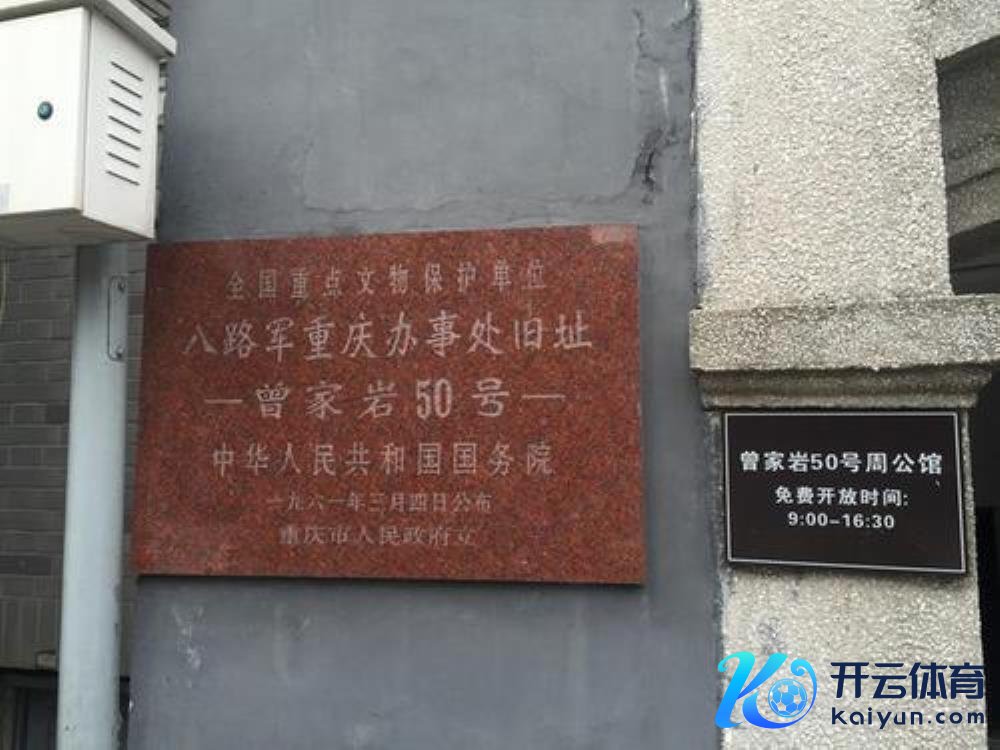 全国重点文物保护单位
八路军重庆办事处旧址
—曾家岩50号—
中华人民共和国国务院
一九六一年三月四日公布
重庆市人民政府立
曾家岩50号周公馆
免费开放时间:
9:00-16:30
开云体育
kaiyun.com